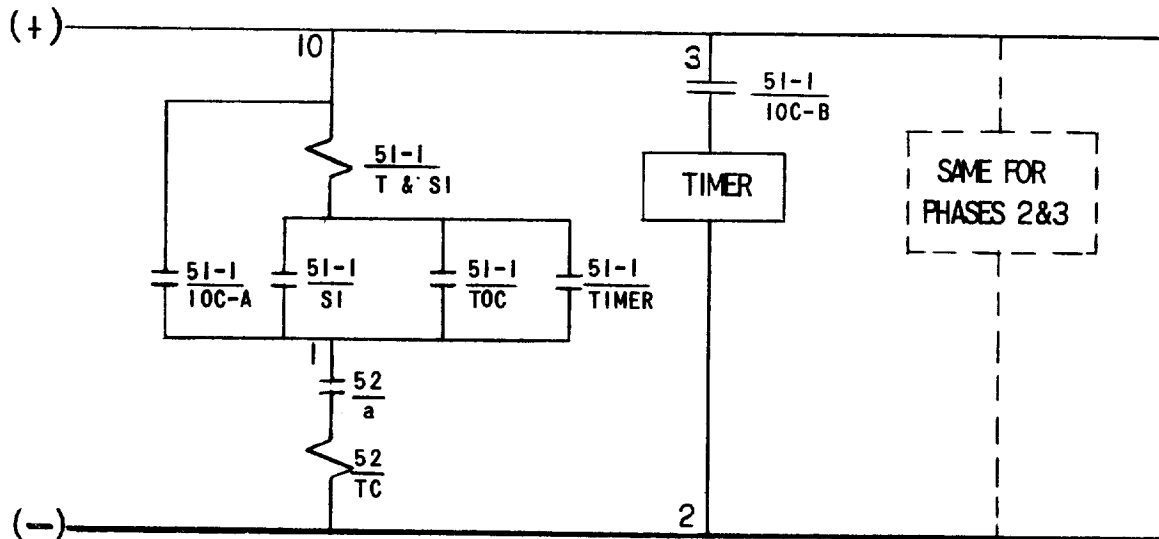 (+)
10
3
51-1
IOC-B
51-1
T & SI
TIMER
SAME FOR
PHASES 2&3
51-1
IOC-A
51-1
SI
51-1
TOC
51-1
TIMER
1
52
a
52
TC
(-)
2